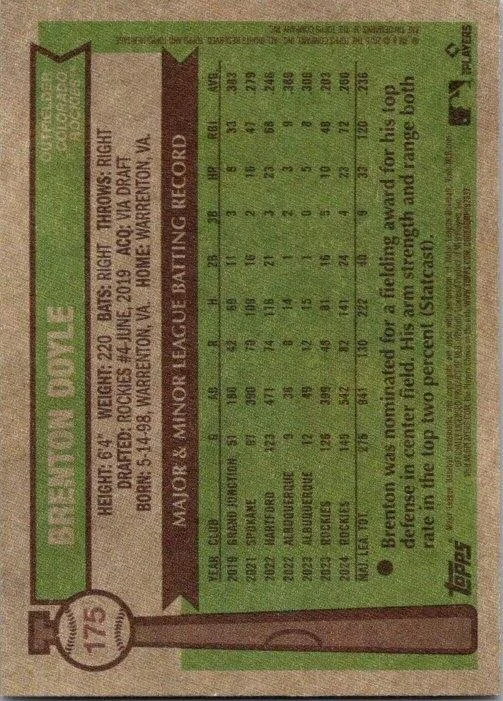 175
BRENTON DOYLE
OUTFIELDER
COLORADO
ROCKIES
HEIGHT: 6'4" WEIGHT: 220 BATS: RIGHT THROWS: RIGHT
DRAFTED: ROCKIES #4-JUNE, 2019 ACQ: VIA DRAFT
BORN: 5-14-98, WARRENTON, VA. HOME: WARRENTON, VA.
MAJOR & MINOR LEAGUE BATTING RECORD
YEAR CLUB G AB R H 2B 3B HR RBI AVG.
2019 GRAND JUNCTION 51 180 42 69 11 3 8 33 .383
2021 SPOKANE 97 390 70 109 16 2 16 47 .279
2022 HARTFORD 123 471 74 116 21 3 23 68 .246
2022 ALBUQUERQUE 9 36 8 14 1 2 3 9 .389
2023 ALBUQUERQUE 12 49 12 15 1 0 5 8 .306
2023 ROCKIES 126 399 48 81 16 5 10 48 .203
2024 ROCKIES 149 542 82 141 24 4 23 72 .260
MAJ. LEA. TOT. 275 941 130 222 40 9 33 120 .236
● Brenton was nominated for a fielding award for his top
defense in center field. His arm strength and range both
rate in the top two percent (Statcast).
topps
PLAYERS